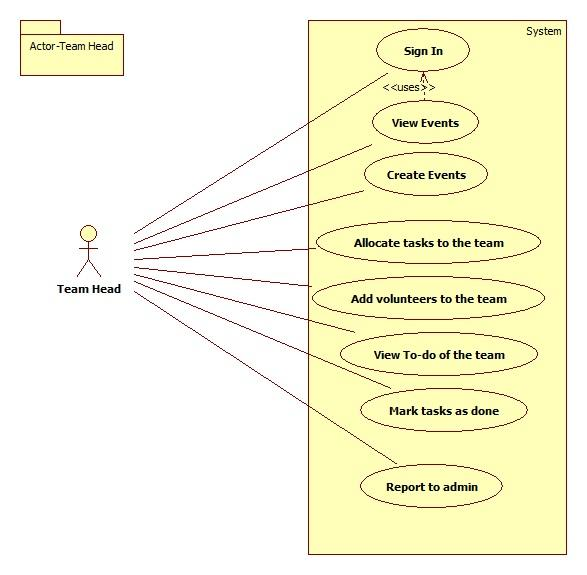 System
Actor-Team Head
Sign In
<<uses>>
View Events
Create Events
Allocate tasks to the team
Team Head
Add volunteers to the team
View To-do of the team
Mark tasks as done
Report to admin